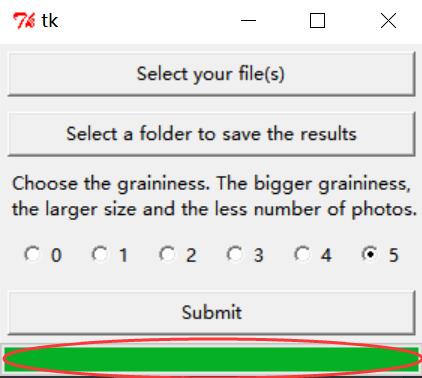 tk
Select your file(s)
Select a folder to save the results
Choose the graininess. The bigger graininess,
the larger size and the less number of photos.
0 1 2 3 4 5
Submit